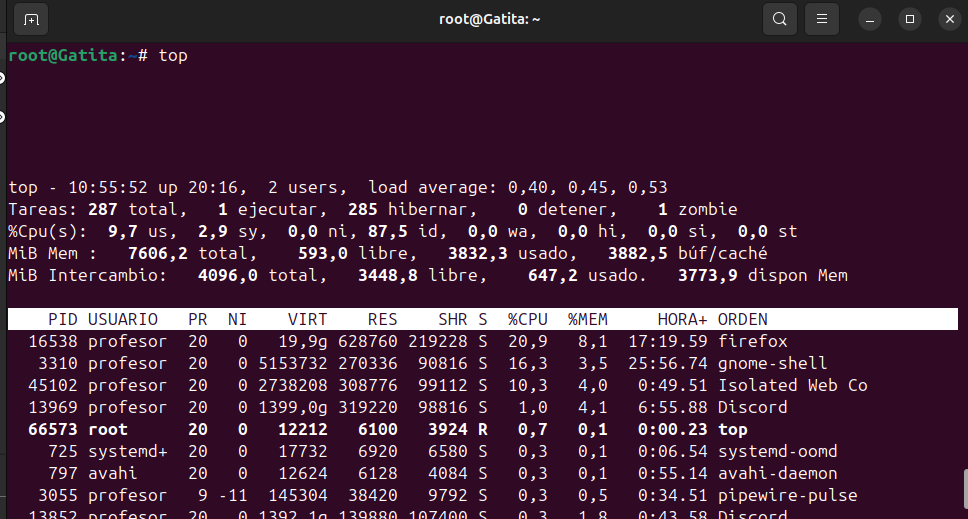 root@Gatita: ~
root@Gatita:~# top
top - 10:55:52 up 20:16,  2 users,  load average: 0,40, 0,45, 0,53
Tareas: 287 total,   1 ejecutar,  285 hibernar,    0 detener,    1 zombie
%Cpu(s):  9,7 us,  2,9 sy,  0,0 ni, 87,5 id,  0,0 wa,  0,0 hi,  0,0 si,  0,0 st
MiB Mem :   7606,2 total,    593,0 libre,   3832,3 usado,   3882,5 búf/caché
MiB Intercambio:   4096,0 total,   3448,8 libre,    647,2 usado.   3773,9 dispon Mem
PID USUARIO   PR  NI    VIRT    RES    SHR S  %CPU  %MEM     HORA+ ORDEN
16538 profesor  20   0   19,9g 628760 219228 S  20,9   8,1  17:19.59 firefox
3310 profesor  20   0 5153732 270336  90816 S  16,3   3,5  25:56.74 gnome-shell
45102 profesor  20   0 2738208 308776  99112 S  10,3   4,0   0:49.51 Isolated Web Co
13969 profesor  20   0 1399,0g 319220  98816 S   1,0   4,1   6:55.88 Discord
66573 root      20   0   12212   6100   3924 R   0,7   0,1   0:00.23 top
725 systemd+  20   0   17732   6920   6580 S   0,3   0,1   0:06.54 systemd-oomd
797 avahi     20   0   12624   6128   4084 S   0,3   0,1   0:55.14 avahi-daemon
3055 profesor   9 -11  145304  38420   9792 S   0,3   0,5   0:34.51 pipewire-pulse
13852 profesor  20   0 1392,1g 139880 107400 S   0,3   1,8   0:43.58 Discord